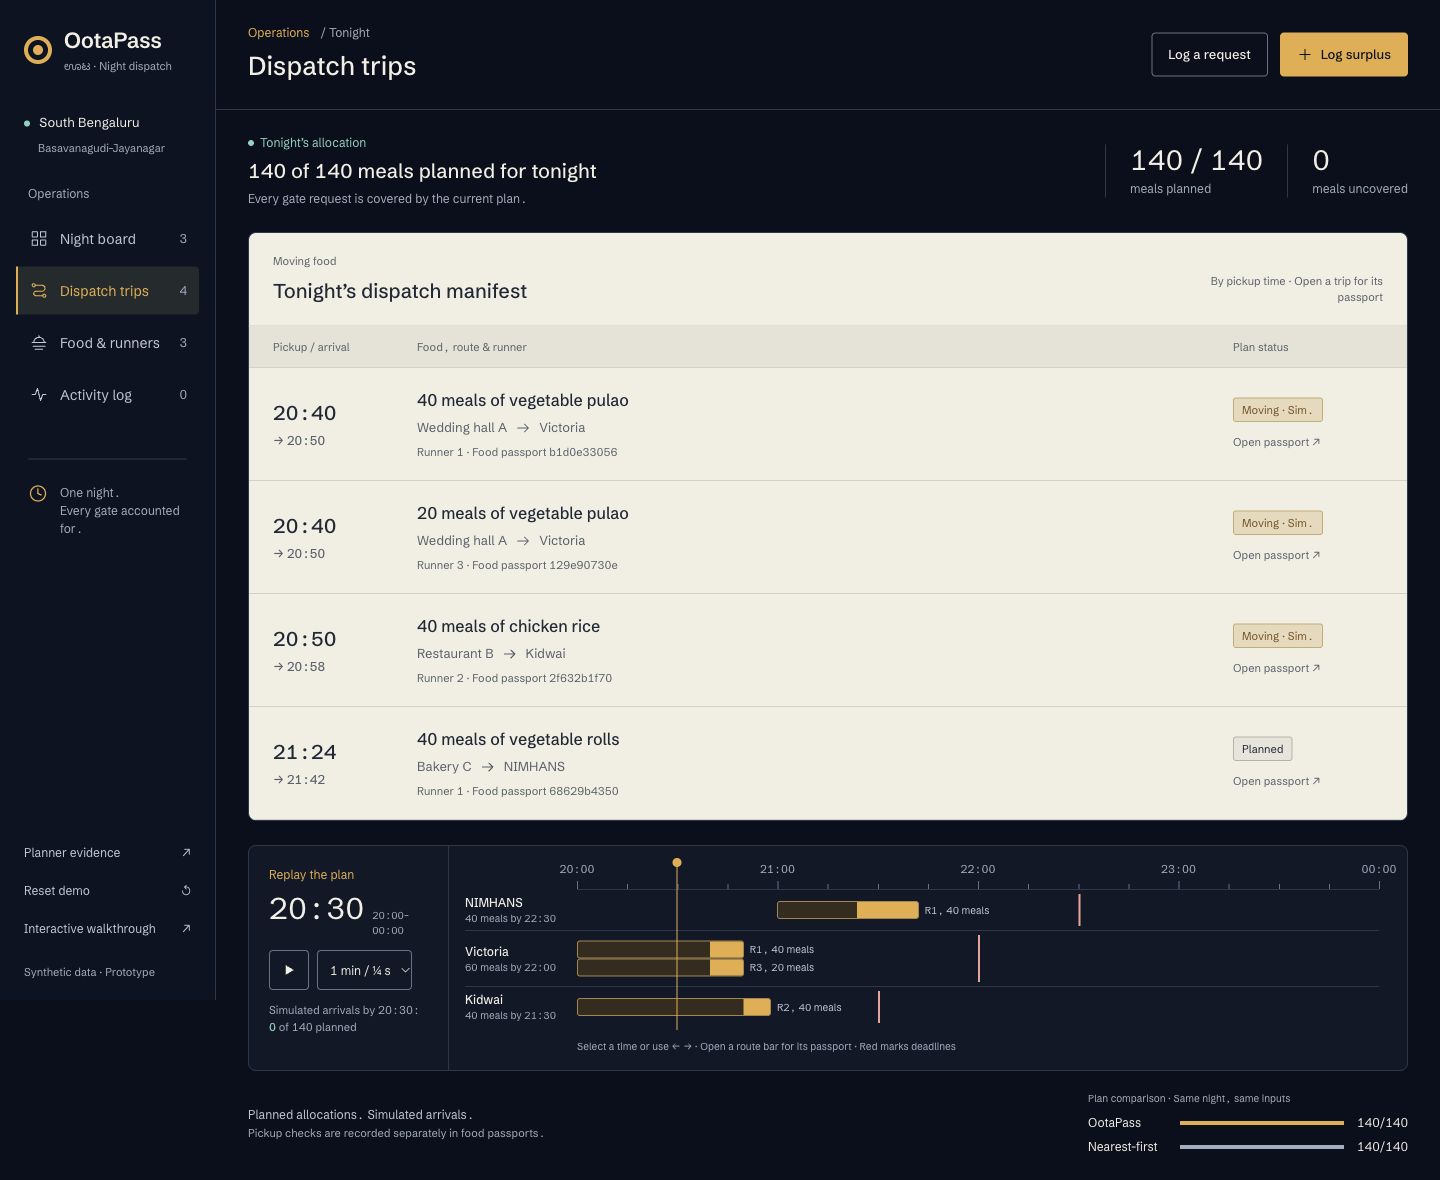 OotaPass
ಊಟ · Night dispatch
South Bengaluru
Basavanagudi-Jayanagar
Operations
Night board 3
Dispatch trips 4
Food & runners 3
Activity log 0
One night.
Every gate accounted
for.
Planner evidence ↗
Reset demo
Interactive walkthrough ↗
Synthetic data · Prototype
Operations / Tonight
Dispatch trips
Log a request
+ Log surplus
Tonight's allocation
140 of 140 meals planned for tonight
Every gate request is covered by the current plan.
140 / 140
meals planned
0
meals uncovered
Moving food
Tonight's dispatch manifest
By pickup time · Open a trip for its
passport
Pickup / arrival Food, route & runner Plan status
20:40
→ 20:50
40 meals of vegetable pulao
Wedding hall A → Victoria
Runner 1 · Food passport b1d0e33056
Moving · Sim.
Open passport ↗
20:40
→ 20:50
20 meals of vegetable pulao
Wedding hall A → Victoria
Runner 3 · Food passport 129e90730e
Moving · Sim.
Open passport ↗
20:50
→ 20:58
40 meals of chicken rice
Restaurant B → Kidwai
Runner 2 · Food passport 2f632b1f70
Moving · Sim.
Open passport ↗
21:24
→ 21:42
40 meals of vegetable rolls
Bakery C → NIMHANS
Runner 1 · Food passport 68629b4350
Planned
Open passport ↗
Replay the plan
20:30 20:00-
00:00
1 min / ¼ s
Simulated arrivals by 20:30:
0 of 140 planned
20:00 21:00 22:00 23:00 00:00
NIMHANS
40 meals by 22:30
R1, 40 meals
Victoria
60 meals by 22:00
R1, 40 meals
R3, 20 meals
Kidwai
40 meals by 21:30
R2, 40 meals
Select a time or use ← → · Open a route bar for its passport · Red marks deadlines
Planned allocations. Simulated arrivals.
Pickup checks are recorded separately in food passports.
Plan comparison · Same night, same inputs
OotaPass 140/140
Nearest-first 140/140